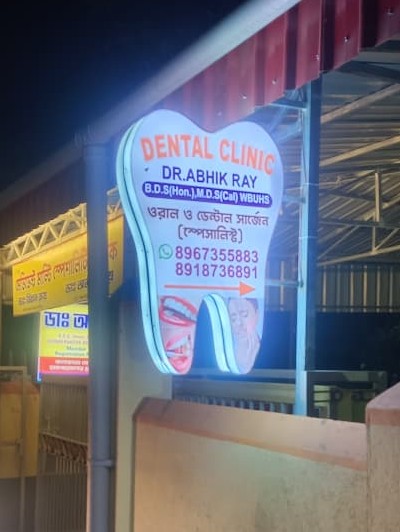 DENTAL CLINIC
DR.ABHIK RAY
B.D.S(Hon.),M.D.S(Cal) WBUHS
ওরাল ও ডেন্টাল সার্জেন
(স্পেসালিস্ট)
8967355883
8918736891
ডাঃ অ